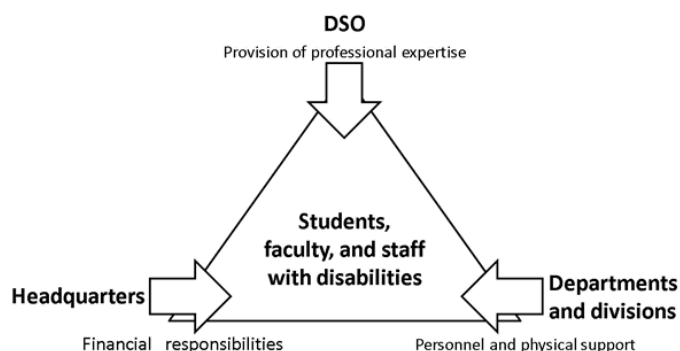 DSO
Provision of professional expertise
Students,
faculty, and staff
with disabilities
Headquarters
Financial responsibilities
Departments
and divisions
Personnel and physical support